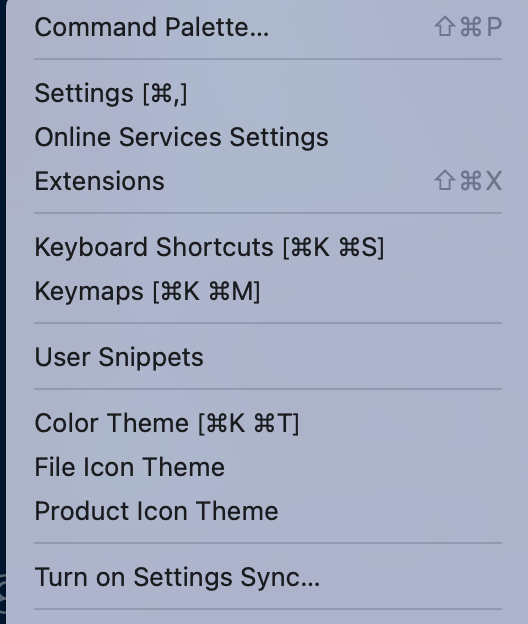 Command Palette... ⇧⌘P
Settings [⌘,]
Online Services Settings
Extensions ⇧⌘X
Keyboard Shortcuts [⌘K ⌘S]
Keymaps [⌘K ⌘M]
User Snippets
Color Theme [⌘K ⌘T]
File Icon Theme
Product Icon Theme
Turn on Settings Sync...